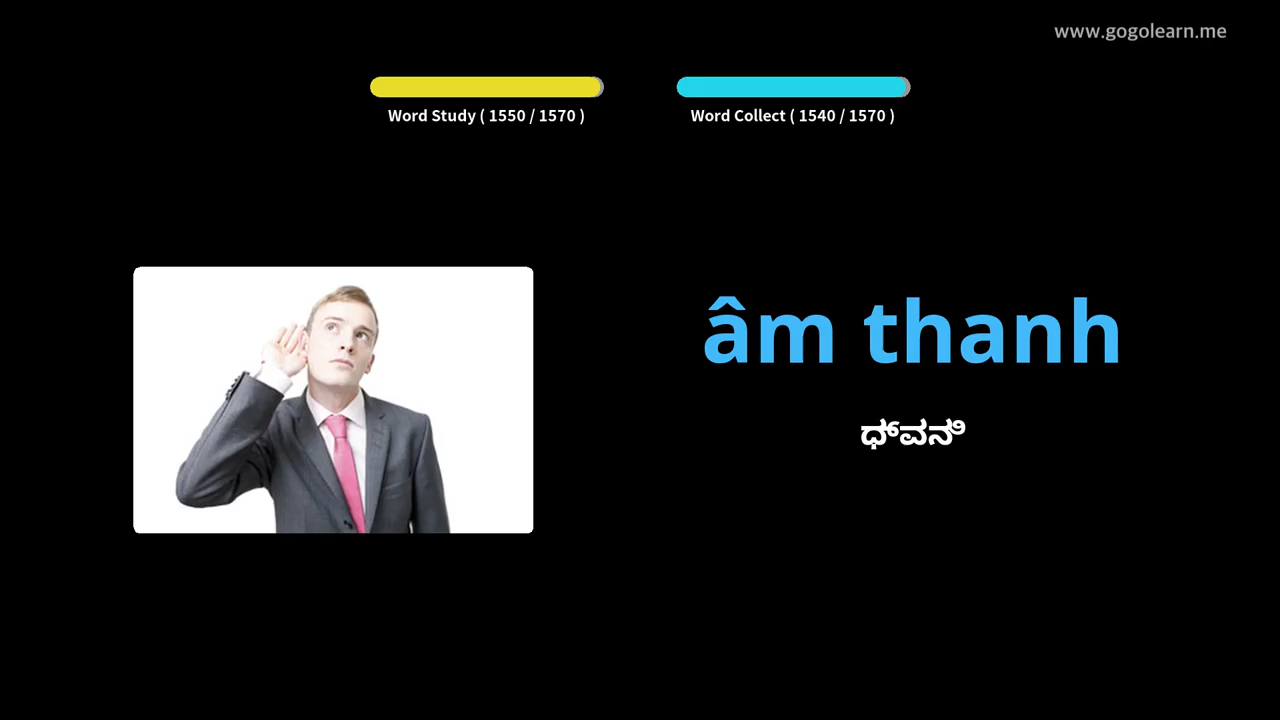 www.gogolearn.me
Word Study ( 1550 / 1570 )
Word Collect ( 1540 / 1570 )
âm thanh
ಧ್ವನಿ